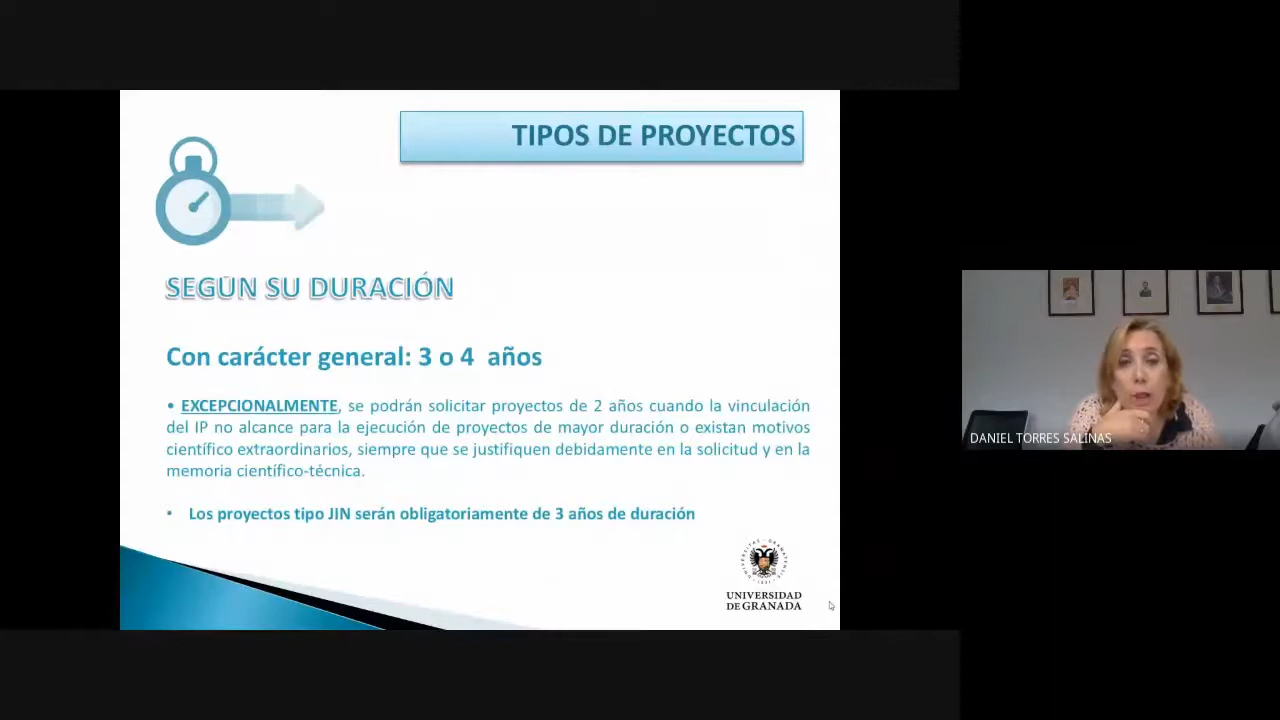 TIPOS DE PROYECTOS
SEGÚN SU DURACIÓN
Con carácter general: 3 o 4 años
• EXCEPCIONALMENTE, se podrán solicitar proyectos de 2 años cuando la vinculación
del IP no alcance para la ejecución de proyectos de mayor duración o existan motivos
científico extraordinarios, siempre que se justifiquen debidamente en la solicitud y en la
memoria científico-técnica.
• Los proyectos tipo JIN serán obligatoriamente de 3 años de duración
UNIVERSIDAD
DE GRANADA
DANIEL TORRES SALINAS